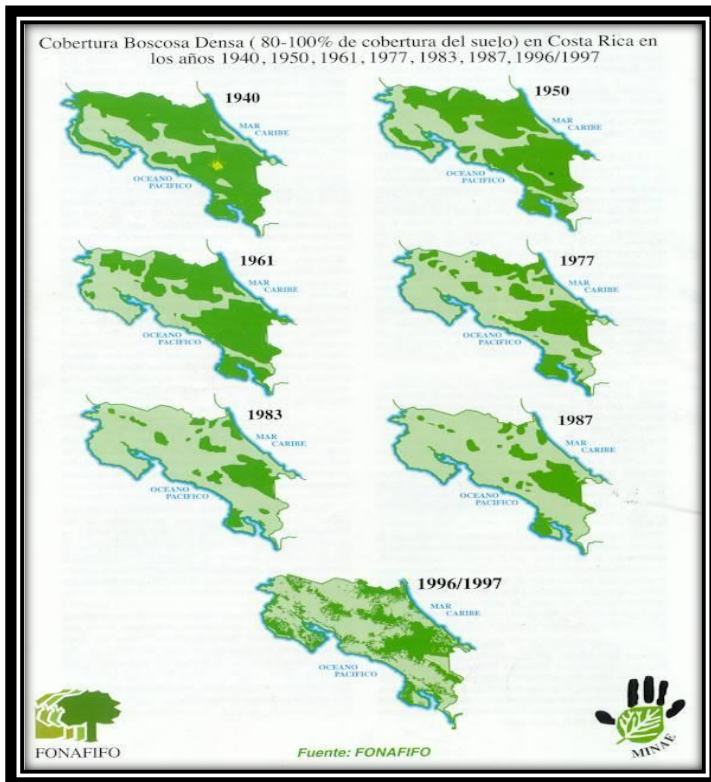 Cobertura Boscosa Densa ( 80-100% de cobertura del suelo) en Costa Rica en
los años 1940, 1950, 1961, 1977, 1983, 1987, 1996/1997
1940
MAR
CARIBE
OCEANO
PACIFICO
1950
MAR
CARIBE
OCEANO
PACIFICO
1961
MAR
CARIBE
OCEANO
PACIFICO
1977
MAR
CARIBE
OCEANO
PACIFICO
1983
MAR
CARIBE
OCEANO
PACIFICO
1987
MAR
CARIBE
OCEANO
PACIFICO
1996/1997
MAR
CARIBE
OCEANO
PACIFICO
FONAFIFO
Fuente: FONAFIFO
MINAE